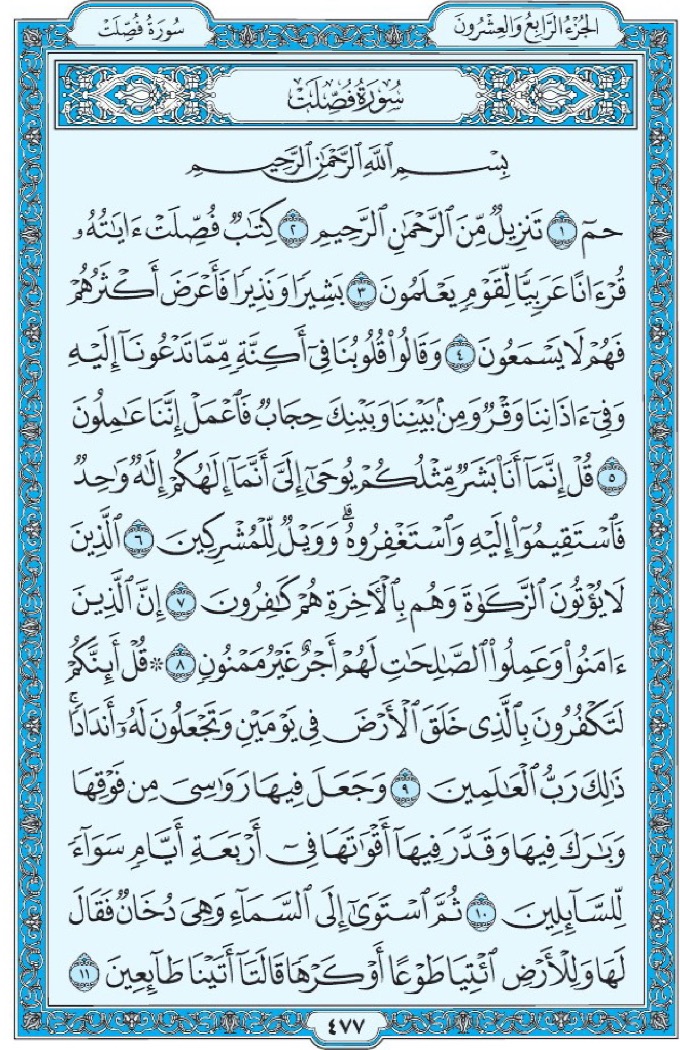 الجُزْءُ الرَّابِعُ وَالعِشْرُونَ
سُورَةُ فُصِّلَتْ
سُورَةُ فُصِّلَتْ
بِسْمِ ٱللَّهِ ٱلرَّحْمَٰنِ ٱلرَّحِيمِ
حمٓ ١ تَنزِيلٌ مِّنَ ٱلرَّحْمَٰنِ ٱلرَّحِيمِ ٢ كِتَٰبٌ فُصِّلَتْ ءَايَٰتُهُۥ
قُرْءَانًا عَرَبِيًّا لِّقَوْمٍ يَعْلَمُونَ ٣ بَشِيرًا وَنَذِيرًا فَأَعْرَضَ أَكْثَرُهُمْ
فَهُمْ لَا يَسْمَعُونَ ٤ وَقَالُوا۟ قُلُوبُنَا فِىٓ أَكِنَّةٍ مِّمَّا تَدْعُونَآ إِلَيْهِ
وَفِىٓ ءَاذَانِنَا وَقْرٌ وَمِنۢ بَيْنِنَا وَبَيْنِكَ حِجَابٌ فَٱعْمَلْ إِنَّنَا عَٰمِلُونَ
٥ قُلْ إِنَّمَآ أَنَا۠ بَشَرٌ مِّثْلُكُمْ يُوحَىٰٓ إِلَىَّ أَنَّمَآ إِلَٰهُكُمْ إِلَٰهٌ وَٰحِدٌ
فَٱسْتَقِيمُوٓا۟ إِلَيْهِ وَٱسْتَغْفِرُوهُ ۗ وَوَيْلٌ لِّلْمُشْرِكِينَ ٦ ٱلَّذِينَ
لَا يُؤْتُونَ ٱلزَّكَوٰةَ وَهُم بِٱلْءَاخِرَةِ هُمْ كَٰفِرُونَ ٧ إِنَّ ٱلَّذِينَ
ءَامَنُوا۟ وَعَمِلُوا۟ ٱلصَّٰلِحَٰتِ لَهُمْ أَجْرٌ غَيْرُ مَمْنُونٍ ٨ ۞ قُلْ أَئِنَّكُمْ
لَتَكْفُرُونَ بِٱلَّذِى خَلَقَ ٱلْأَرْضَ فِى يَوْمَيْنِ وَتَجْعَلُونَ لَهُۥٓ أَندَادًا ۚ
ذَٰلِكَ رَبُّ ٱلْعَٰلَمِينَ ٩ وَجَعَلَ فِيهَا رَوَٰسِىَ مِن فَوْقِهَا
وَبَٰرَكَ فِيهَا وَقَدَّرَ فِيهَآ أَقْوَٰتَهَا فِىٓ أَرْبَعَةِ أَيَّامٍ سَوَآءً
لِّلسَّآئِلِينَ ١٠ ثُمَّ ٱسْتَوَىٰٓ إِلَى ٱلسَّمَآءِ وَهِىَ دُخَانٌ فَقَالَ
لَهَا وَلِلْأَرْضِ ٱئْتِيَا طَوْعًا أَوْ كَرْهًا قَالَتَآ أَتَيْنَا طَآئِعِينَ ١١
٤٧٧